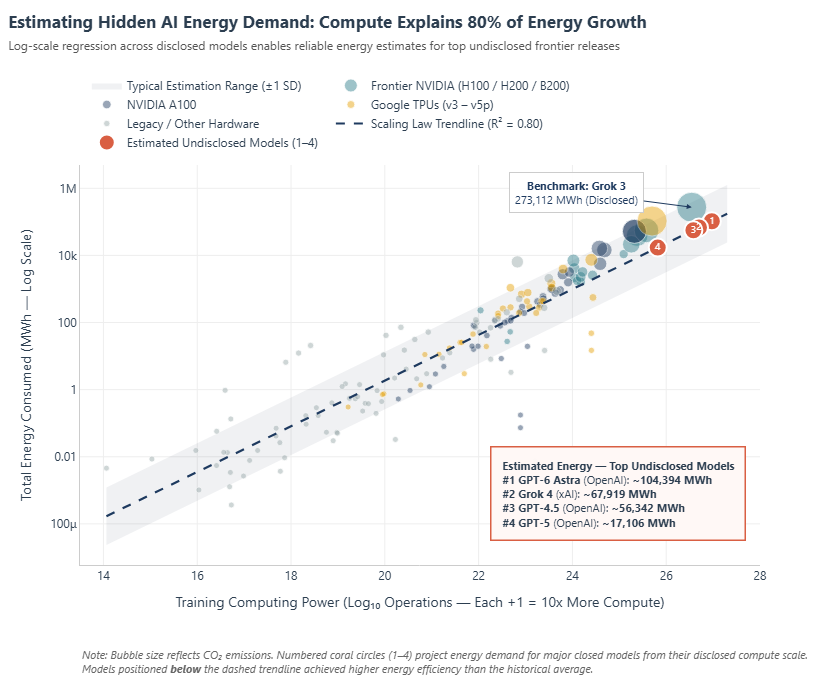 Estimating Hidden AI Energy Demand: Compute Explains 80% of Energy Growth
Log-scale regression across disclosed models enables reliable energy estimates for top undisclosed frontier releases
Typical Estimation Range (±1 SD)
Frontier NVIDIA (H100 / H200 / B200)
NVIDIA A100
Google TPUs (v3 – v5p)
Legacy / Other Hardware
Scaling Law Trendline (R² = 0.80)
Estimated Undisclosed Models (1–4)
Total Energy Consumed (MWh — Log Scale)
1M
10k
100
1
0.01
100μ
Benchmark: Grok 3
273,112 MWh (Disclosed)
1
2
3
4
Estimated Energy — Top Undisclosed Models
#1 GPT-6 Astra (OpenAI): ~104,394 MWh
#2 Grok 4 (xAI): ~67,919 MWh
#3 GPT-4.5 (OpenAI): ~56,342 MWh
#4 GPT-5 (OpenAI): ~17,106 MWh
14 16 18 20 22 24 26 28
Training Computing Power (Log₁₀ Operations — Each +1 = 10x More Compute)
Note: Bubble size reflects CO₂ emissions. Numbered coral circles (1–4) project energy demand for major closed models from their disclosed compute scale.
Models positioned below the dashed trendline achieved higher energy efficiency than the historical average.